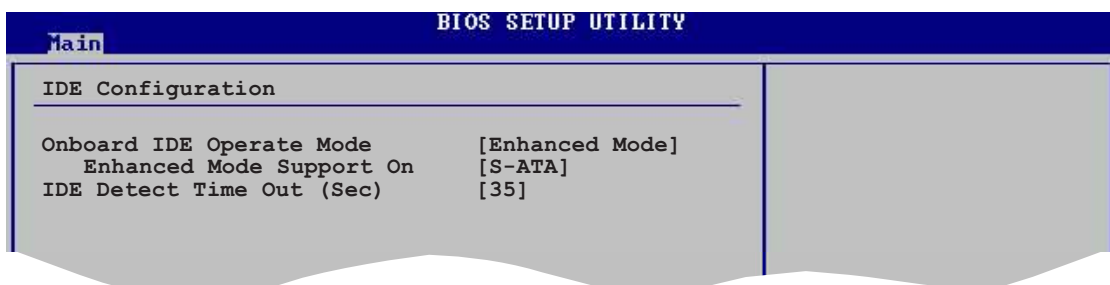 BIOS SETUP UTILITY
Main
IDE Configuration
Onboard IDE Operate Mode [Enhanced Mode]
Enhanced Mode Support On [S-ATA]
IDE Detect Time Out (Sec) [35]